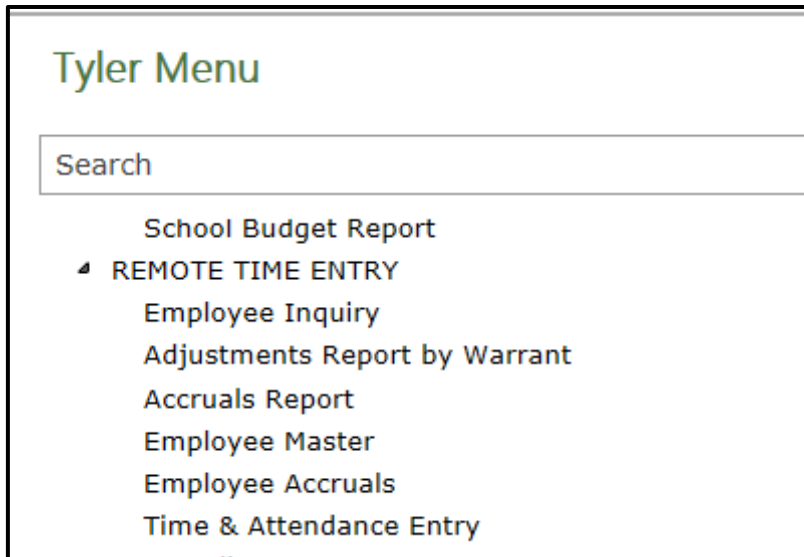 Tyler Menu
Search
School Budget Report
REMOTE TIME ENTRY
Employee Inquiry
Adjustments Report by Warrant
Accruals Report
Employee Master
Employee Accruals
Time & Attendance Entry